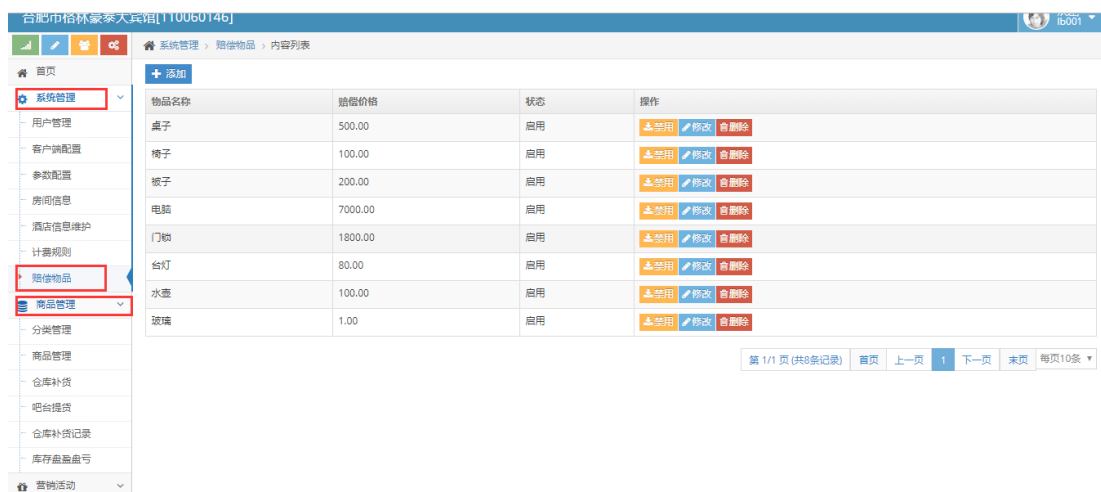 合肥市格林豪泰大宾馆[110060146]
lb001
系统管理 > 赔偿物品 > 内容列表
首页
添加
系统管理
物品名称 赔偿价格 状态 操作
用户管理
桌子 500.00 启用 禁用 修改 删除
客户端配置
椅子 100.00 启用 禁用 修改 删除
参数配置
被子 200.00 启用 禁用 修改 删除
房间信息
电脑 7000.00 启用 禁用 修改 删除
酒店信息维护
门锁 1800.00 启用 禁用 修改 删除
计费规则
台灯 80.00 启用 禁用 修改 删除
赔偿物品
水壶 100.00 启用 禁用 修改 删除
商品管理
玻璃 1.00 启用 禁用 修改 删除
分类管理
商品管理
第 1/1 页 (共8条记录) 首页 上一页 1 下一页 末页 每页10条
仓库补货
吧台提货
仓库补货记录
库存盘盈盘亏
营销活动